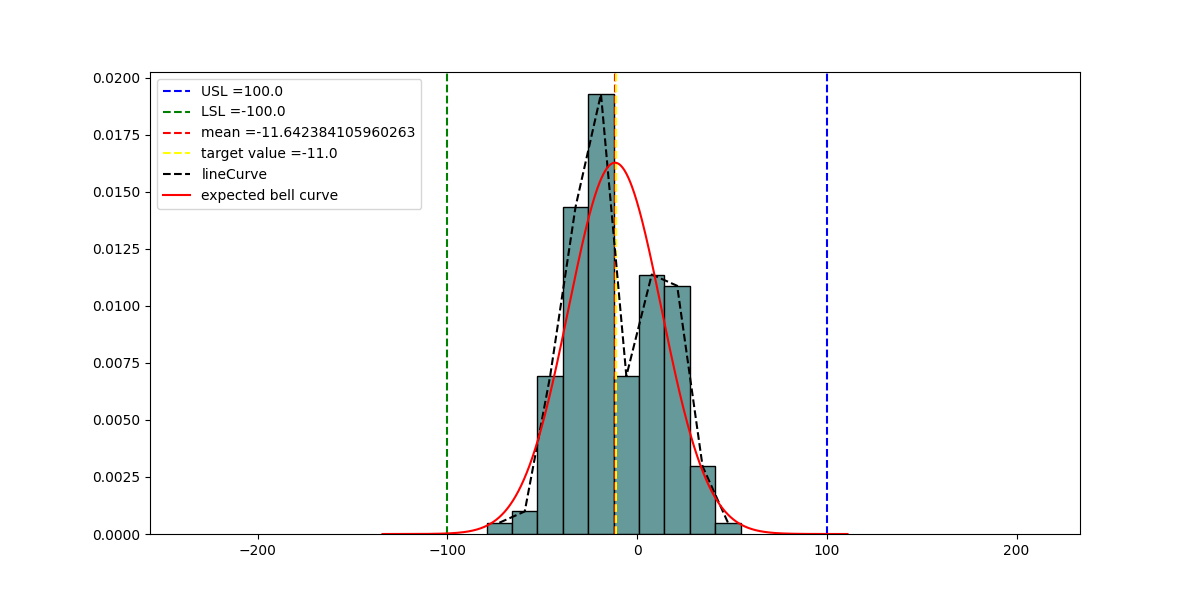 0.0200
0.0175
0.0150
0.0125
0.0100
0.0075
0.0050
0.0025
0.0000
USL =100.0
LSL =-100.0
mean =-11.642384105960263
target value =-11.0
lineCurve
expected bell curve
−200
−100
0
100
200